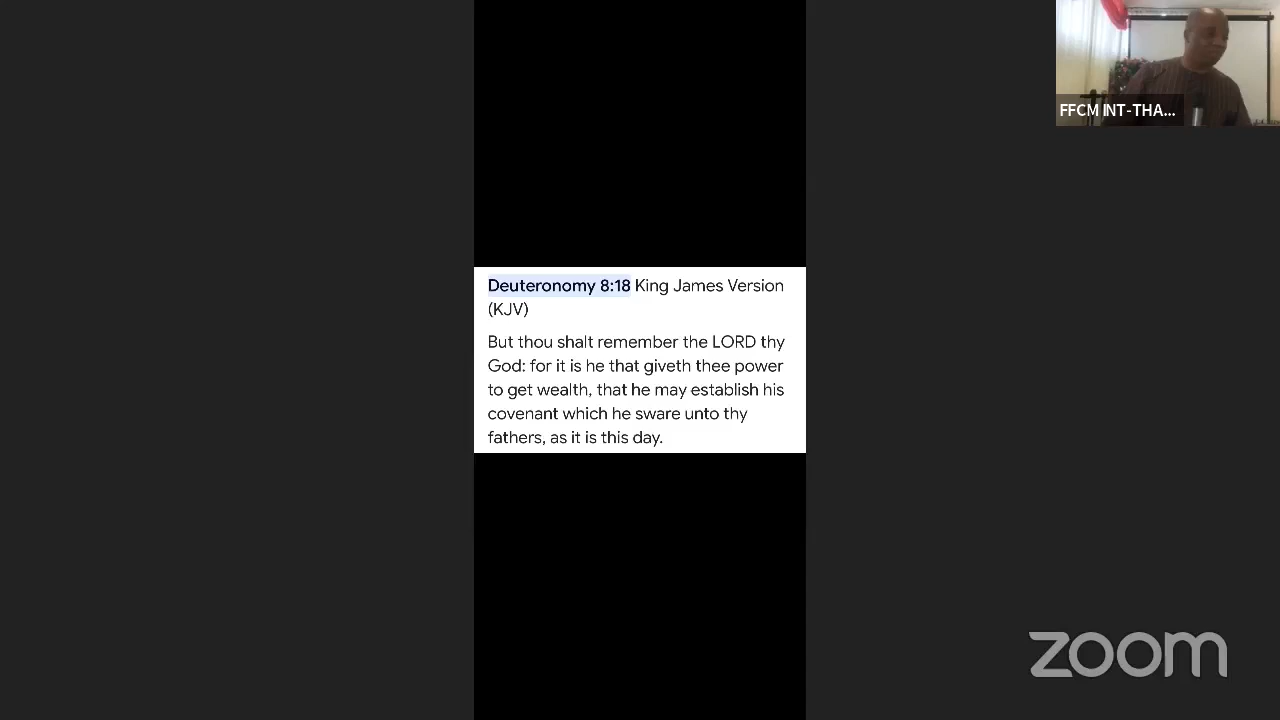 FFCM INT-THA...
Deuteronomy 8:18 King James Version
(KJV)
But thou shalt remember the LORD thy
God: for it is he that giveth thee power
to get wealth, that he may establish his
covenant which he sware unto thy
fathers, as it is this day.
zoom